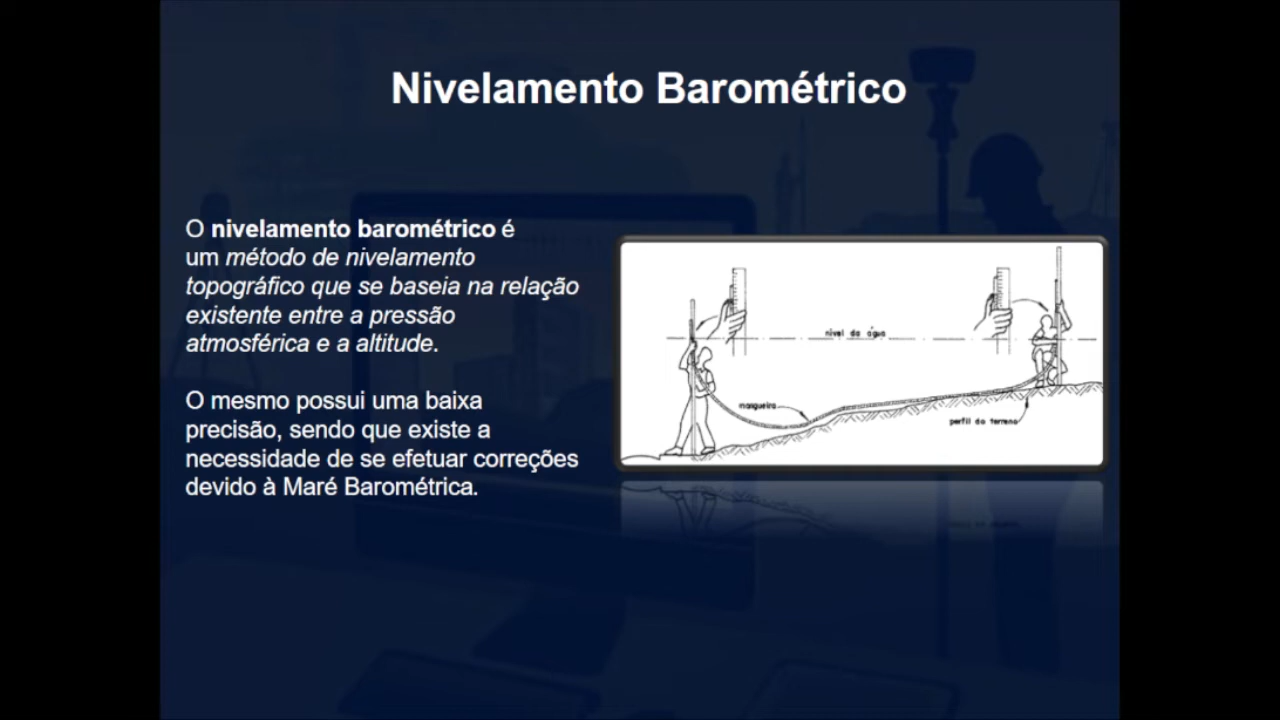 Nivelamento Barométrico
O nivelamento barométrico é
um método de nivelamento
topográfico que se baseia na relação
existente entre a pressão
atmosférica e a altitude.
O mesmo possui uma baixa
precisão, sendo que existe a
necessidade de se efetuar correções
devido à Maré Barométrica.
nível da água
mangueira
perfil do terreno